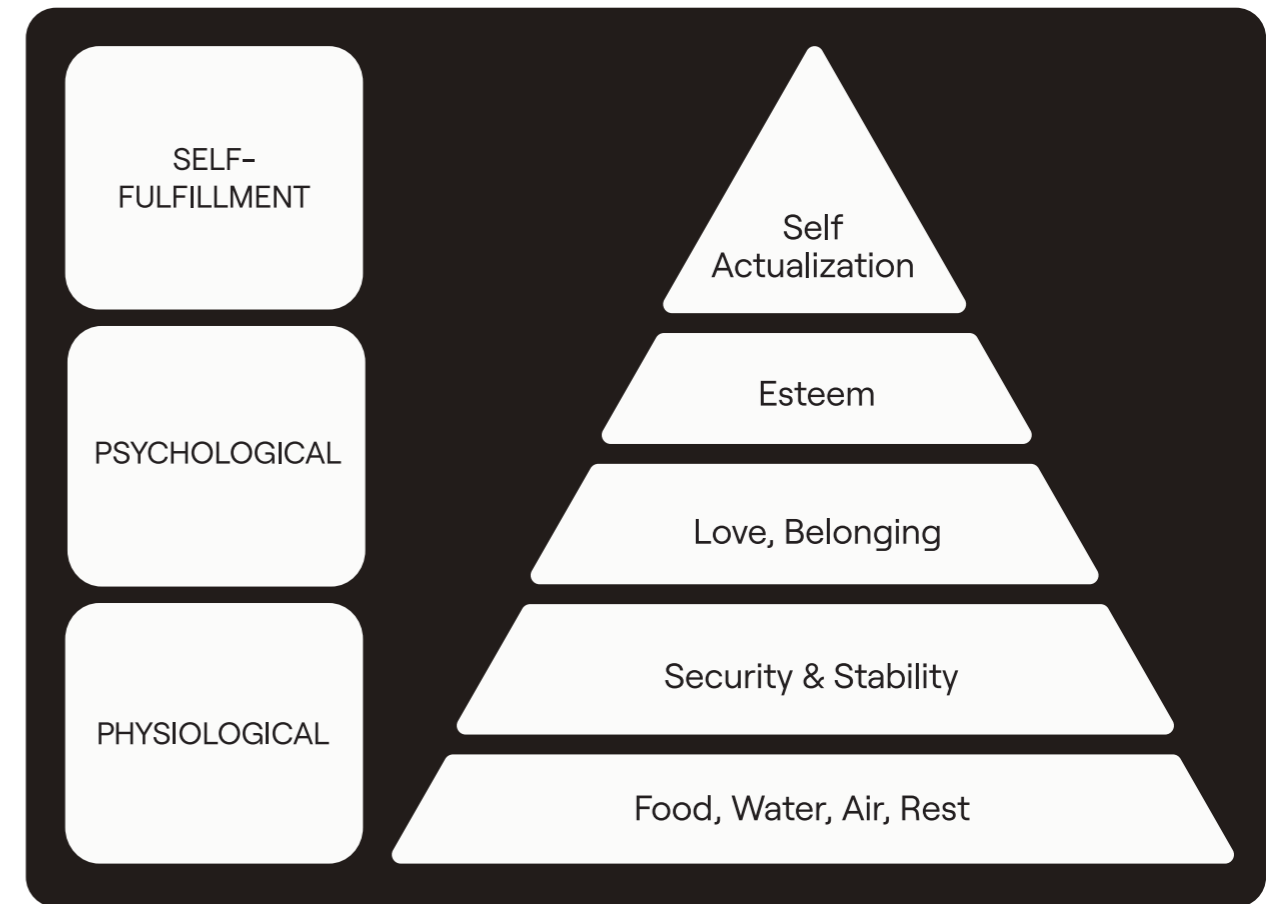 SELF-
FULFILLMENT
Self
Actualization
Esteem
PSYCHOLOGICAL
Love, Belonging
Security & Stability
PHYSIOLOGICAL
Food, Water, Air, Rest